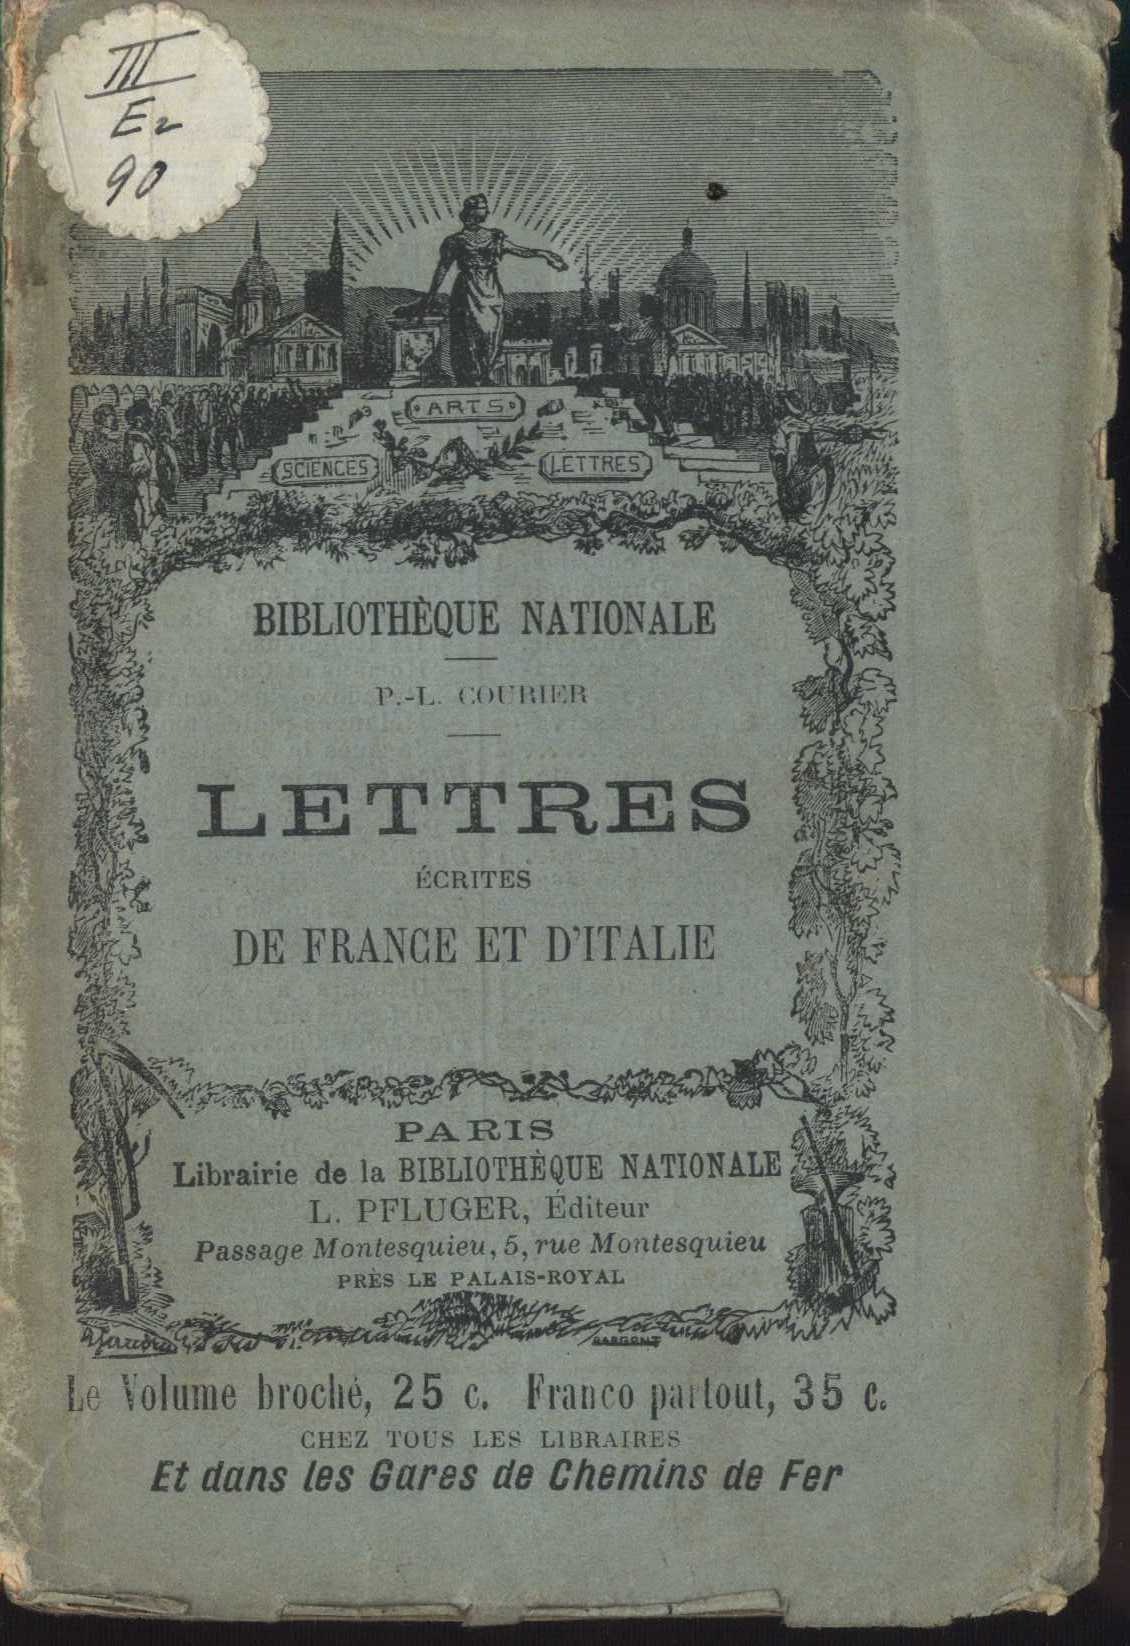 III
E2
90
ARTS
SCIENCES
LETTRES
BIBLIOTHÈQUE NATIONALE
P.-L. COURIER
LETTRES
ÉCRITES
DE FRANCE ET D'ITALIE
PARIS
Librairie de la BIBLIOTHÈQUE NATIONALE
L. PFLUGER, Éditeur
Passage Montesquieu, 5, rue Montesquieu
PRÈS LE PALAIS-ROYAL
Le Volume broché, 25 c. Franco partout, 35 c.
CHEZ TOUS LES LIBRAIRES
Et dans les Gares de Chemins de Fer